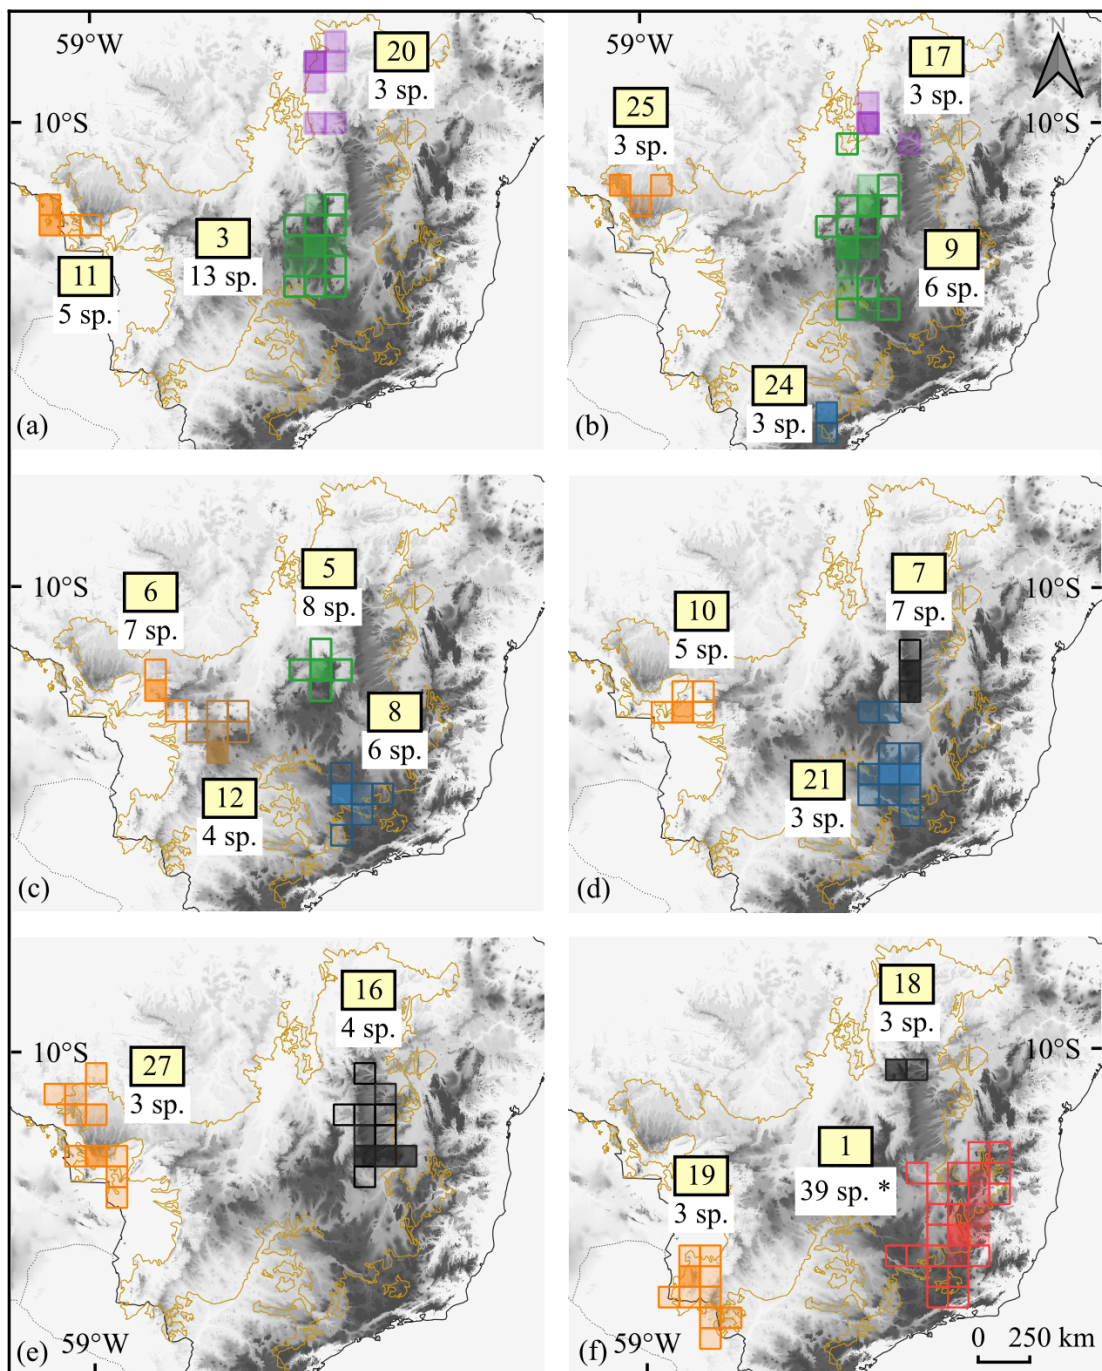 59°W
20
3 sp.
10°S
3
13 sp.
11
5 sp.
(a)
59°W
N
17
3 sp.
25
3 sp.
10°S
9
6 sp.
24
3 sp.
(b)
5
8 sp.
10°S
6
7 sp.
8
6 sp.
12
4 sp.
(c)
7
7 sp.
10°S
10
5 sp.
21
3 sp.
(d)
16
4 sp.
10°S
27
3 sp.
(e)
59°W
18
3 sp.
10°S
1
39 sp. *
19
3 sp.
(f)
59°W
0 250 km